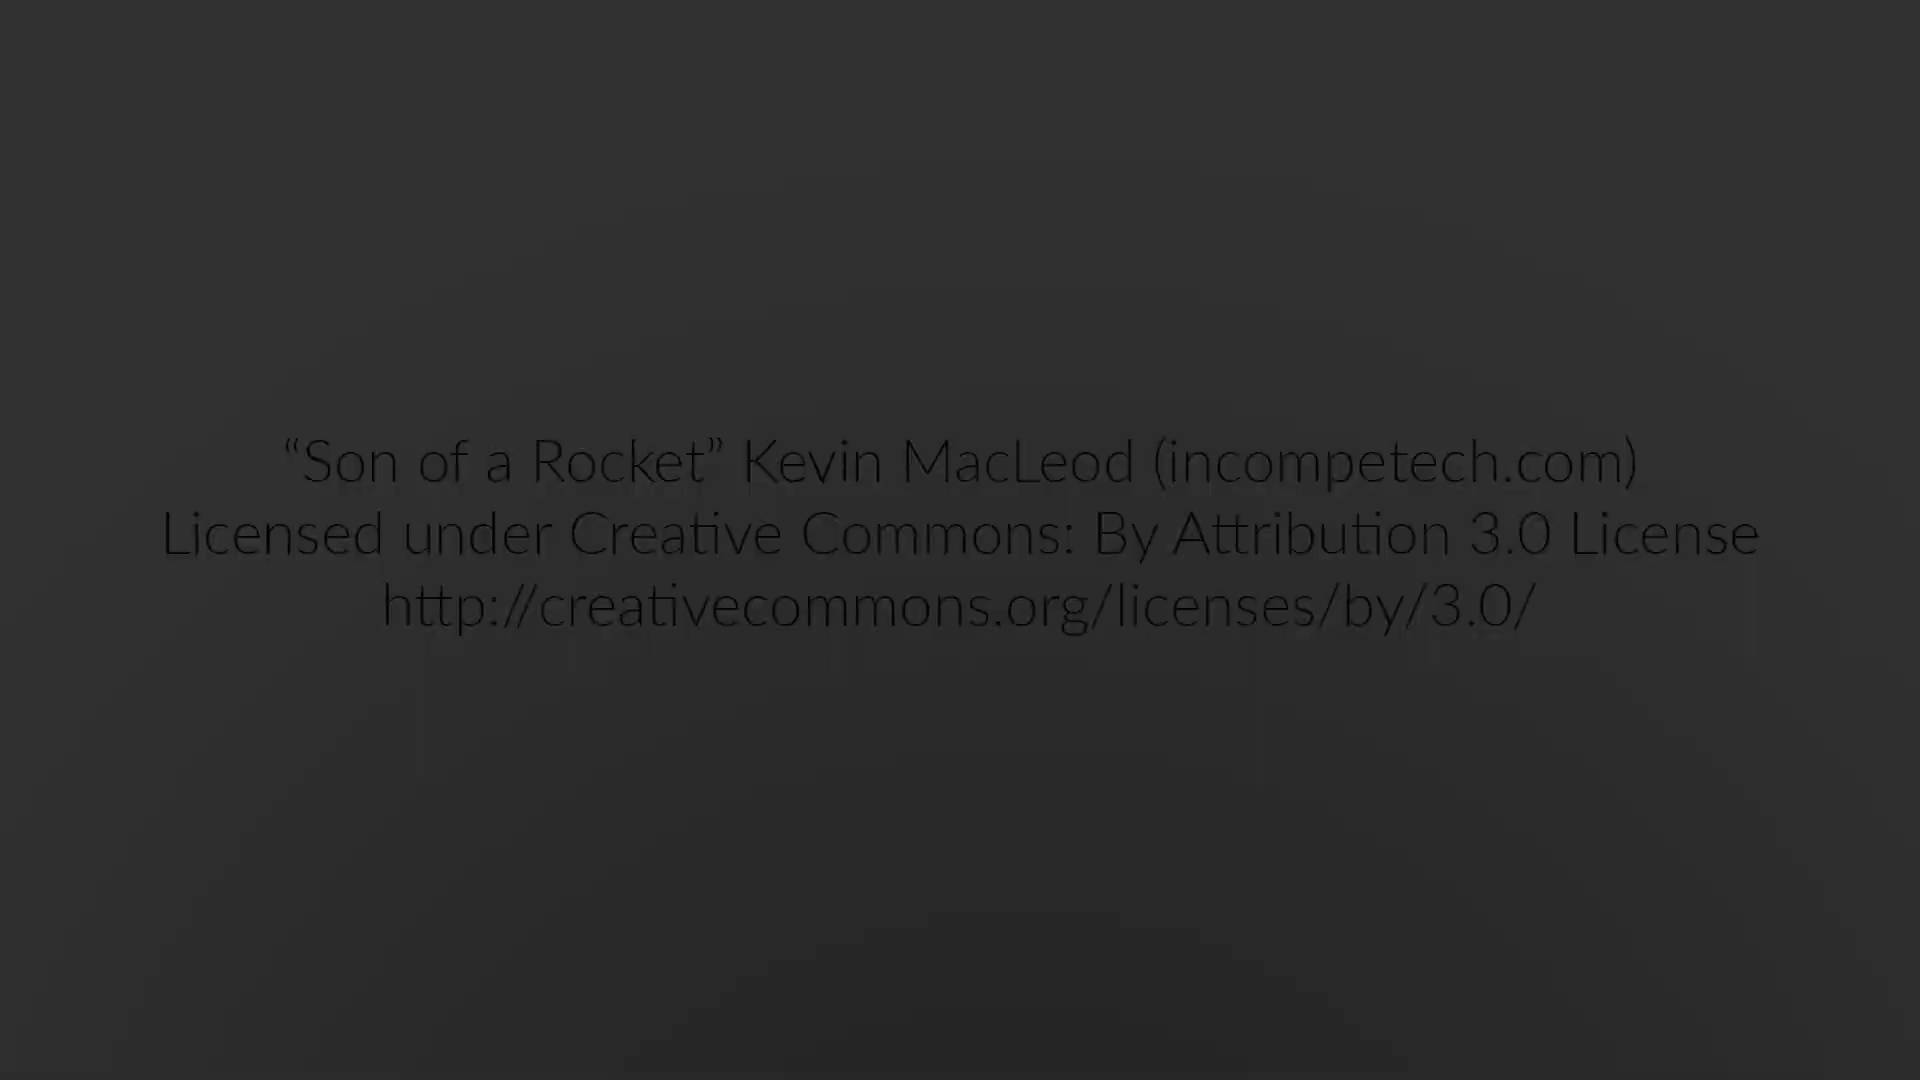 “Son of a Rocket” Kevin MacLeod (incompetech.com)
Licensed under Creative Commons: By Attribution 3.0 License
http://creativecommons.org/licenses/by/3.0/